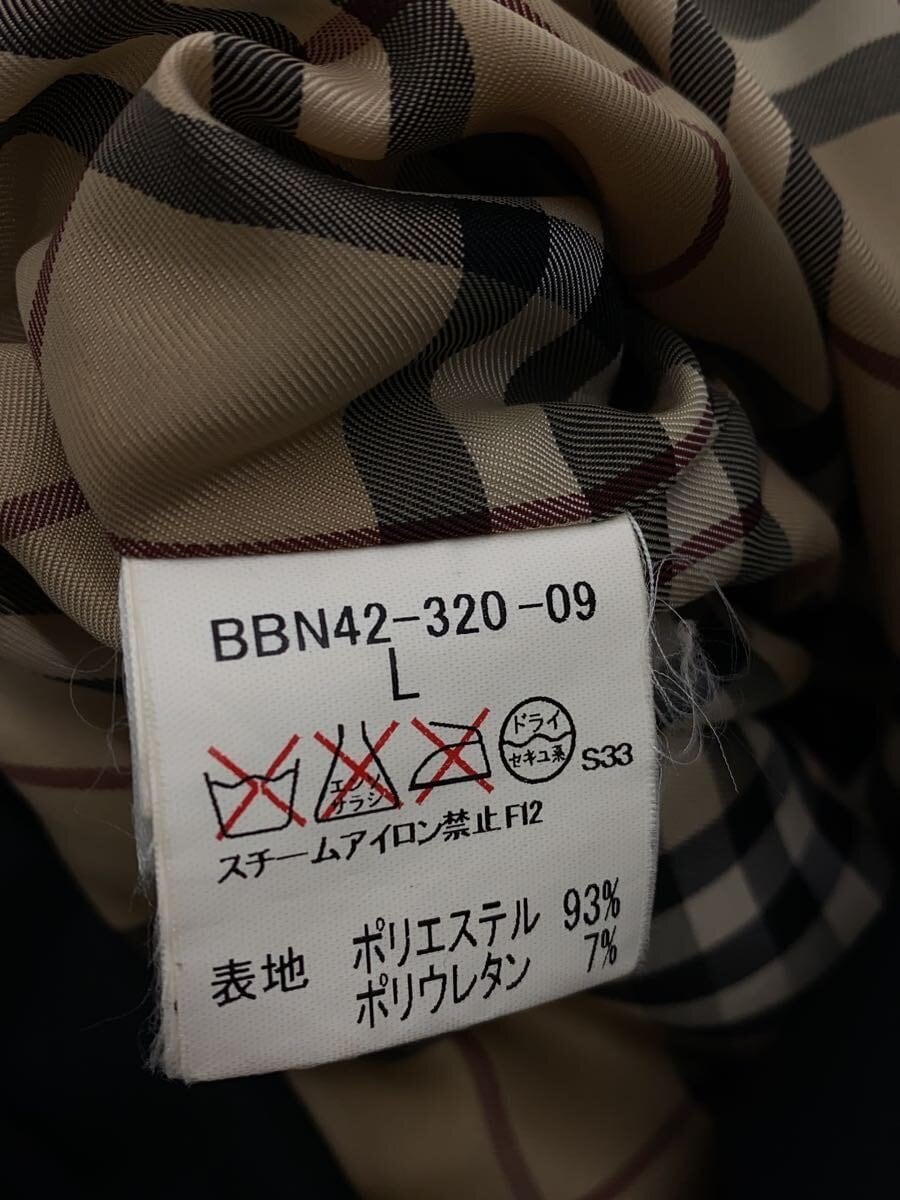 BBN42-320-09
L
エンソ
サラシ
ドライ
セキユ系
S33
スチームアイロン禁止F12
表地 ポリエステル 93%
ポリウレタン 7%